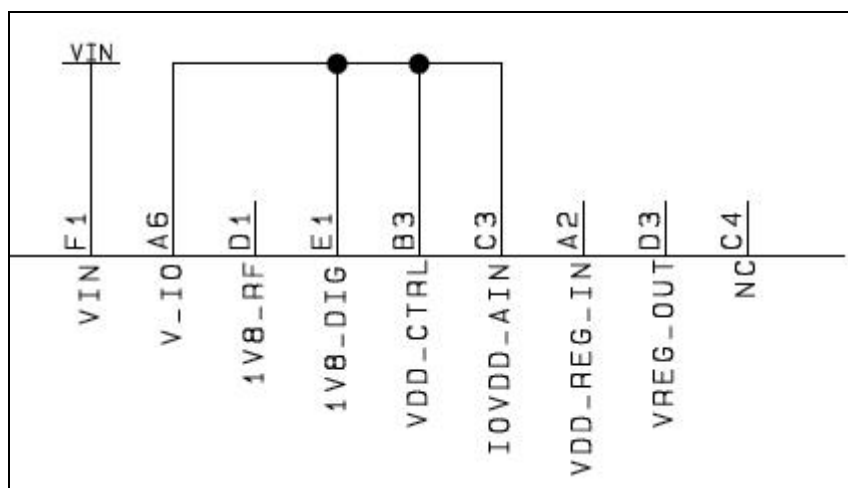 VIN
F1
A6
D1
E1
B3
C3
A2
D3
C4
VIN
V_IO
1V8_RF
1V8_DIG
VDD_CTRL
IOVDD_AIN
VDD_REG_IN
VREG_OUT
NC